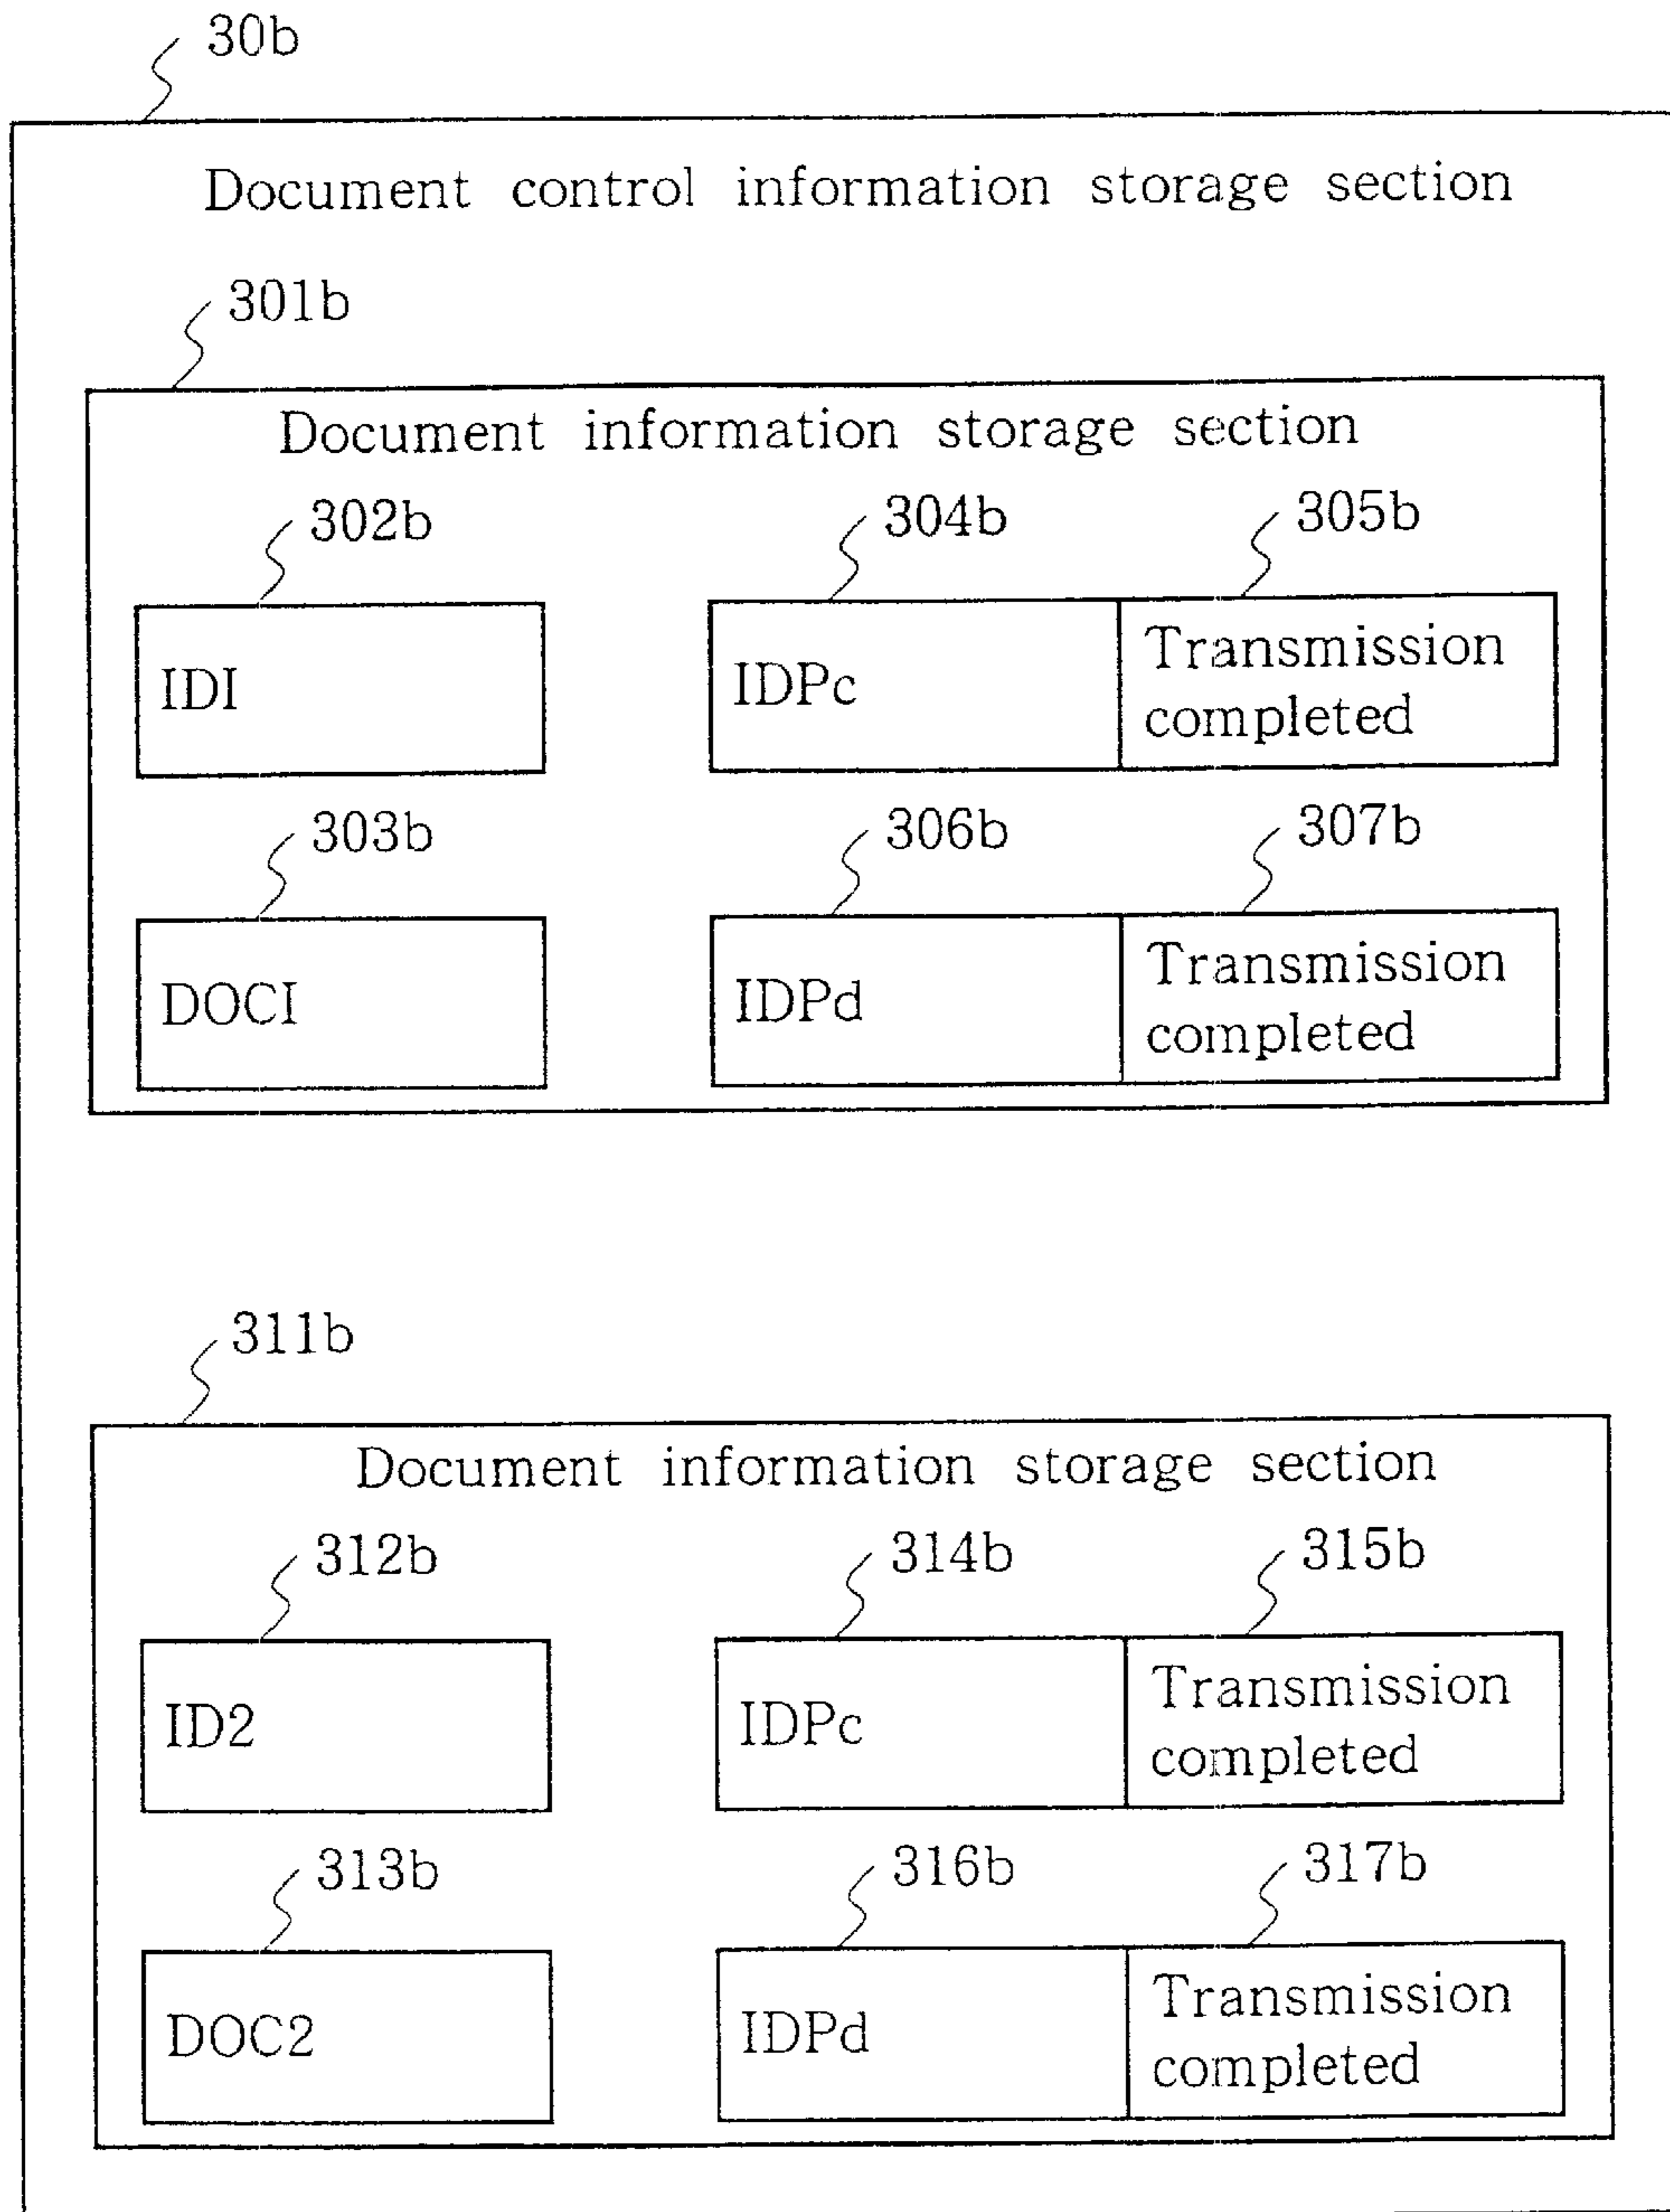 30b
Document control information storage section
301b
Document information storage section
302b
304b
305b
IDI
IDPc
Transmission
completed
303b
306b
307b
DOCI
IDPd
Transmission
completed
311b
Document information storage section
312b
314b
315b
ID2
IDPc
Transmission
completed
313b
316b
317b
DOC2
IDPd
Transmission
completed